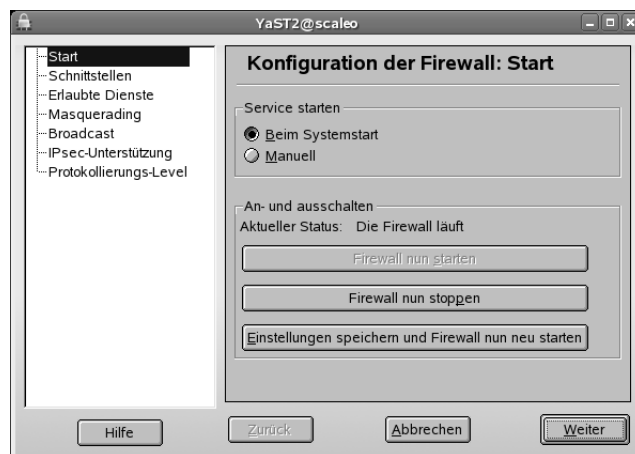 YaST2@scaleo
Start
Schnittstellen
Erlaubte Dienste
Masquerading
Broadcast
IPsec-Unterstützung
Protokollierungs-Level
Konfiguration der Firewall: Start
Service starten
Beim Systemstart
Manuell
An- und ausschalten
Aktueller Status: Die Firewall läuft
Firewall nun starten
Firewall nun stoppen
Einstellungen speichern und Firewall nun neu starten
Hilfe Zurück Abbrechen Weiter